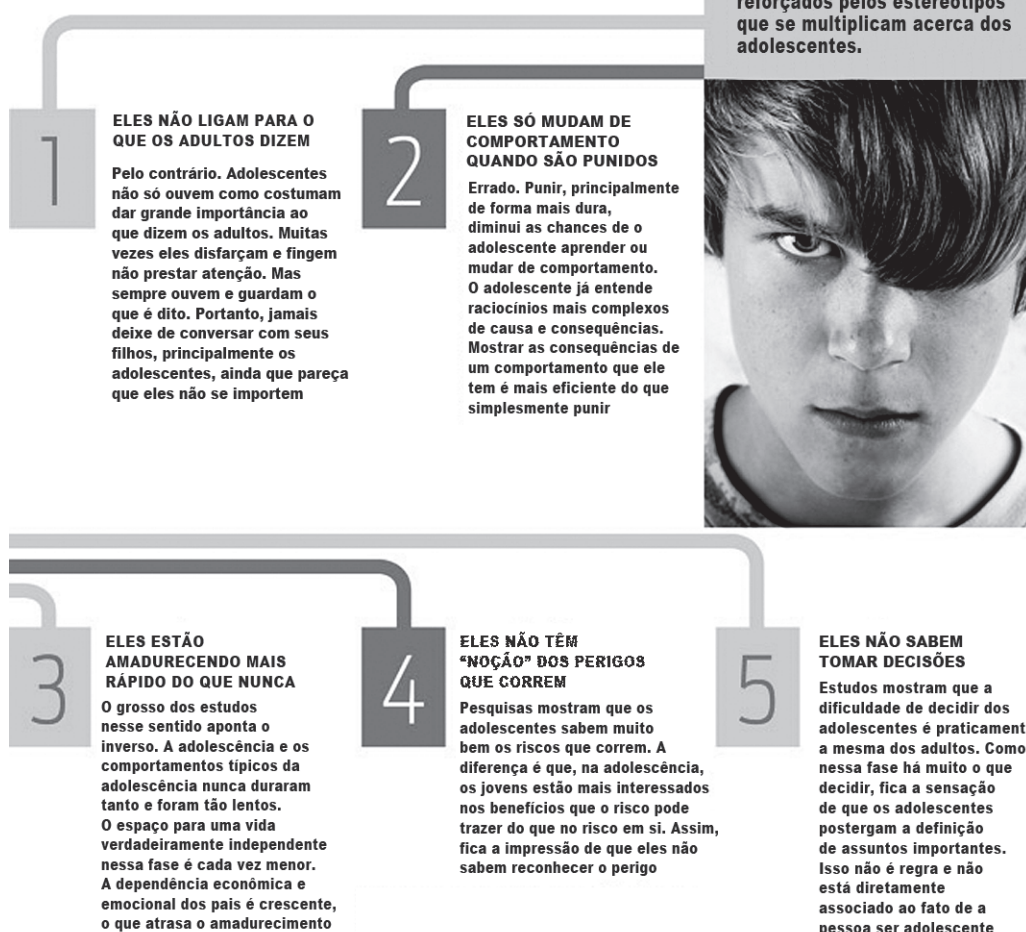 reforçados pelos estereótipos
que se multiplicam acerca dos
adolescentes.
1
ELES NÃO LIGAM PARA O
QUE OS ADULTOS DIZEM
Pelo contrário. Adolescentes
não só ouvem como costumam
dar grande importância ao
que dizem os adultos. Muitas
vezes eles disfarçam e fingem
não prestar atenção. Mas
sempre ouvem e guardam o
que é dito. Portanto, jamais
deixe de conversar com seus
filhos, principalmente os
adolescentes, ainda que pareça
que eles não se importem
2
ELES SÓ MUDAM DE
COMPORTAMENTO
QUANDO SÃO PUNIDOS
Errado. Punir, principalmente
de forma mais dura,
diminui as chances de o
adolescente aprender ou
mudar de comportamento.
O adolescente já entende
raciocínios mais complexos
de causa e consequências.
Mostrar as consequências de
um comportamento que ele
tem é mais eficiente do que
simplesmente punir
3
ELES ESTÃO
AMADURECENDO MAIS
RÁPIDO DO QUE NUNCA
O grosso dos estudos
nesse sentido aponta o
inverso. A adolescência e os
comportamentos típicos da
adolescência nunca duraram
tanto e foram tão lentos.
O espaço para uma vida
verdadeiramente independente
nessa fase é cada vez menor.
A dependência econômica e
emocional dos pais é crescente,
o que atrasa o amadurecimento
4
ELES NÃO TÊM
“NOÇÃO” DOS PERIGOS
QUE CORREM
Pesquisas mostram que os
adolescentes sabem muito
bem os riscos que correm. A
diferença é que, na adolescência,
os jovens estão mais interessados
nos benefícios que o risco pode
trazer do que no risco em si. Assim,
fica a impressão de que eles não
sabem reconhecer o perigo
5
ELES NÃO SABEM
TOMAR DECISÕES
Estudos mostram que a
dificuldade de decidir dos
adolescentes é praticament
a mesma dos adultos. Como
nessa fase há muito o que
decidir, fica a sensação
de que os adolescentes
postergam a definição
de assuntos importantes.
Isso não é regra e não
está diretamente
associado ao fato de a
pessoa ser adolescente